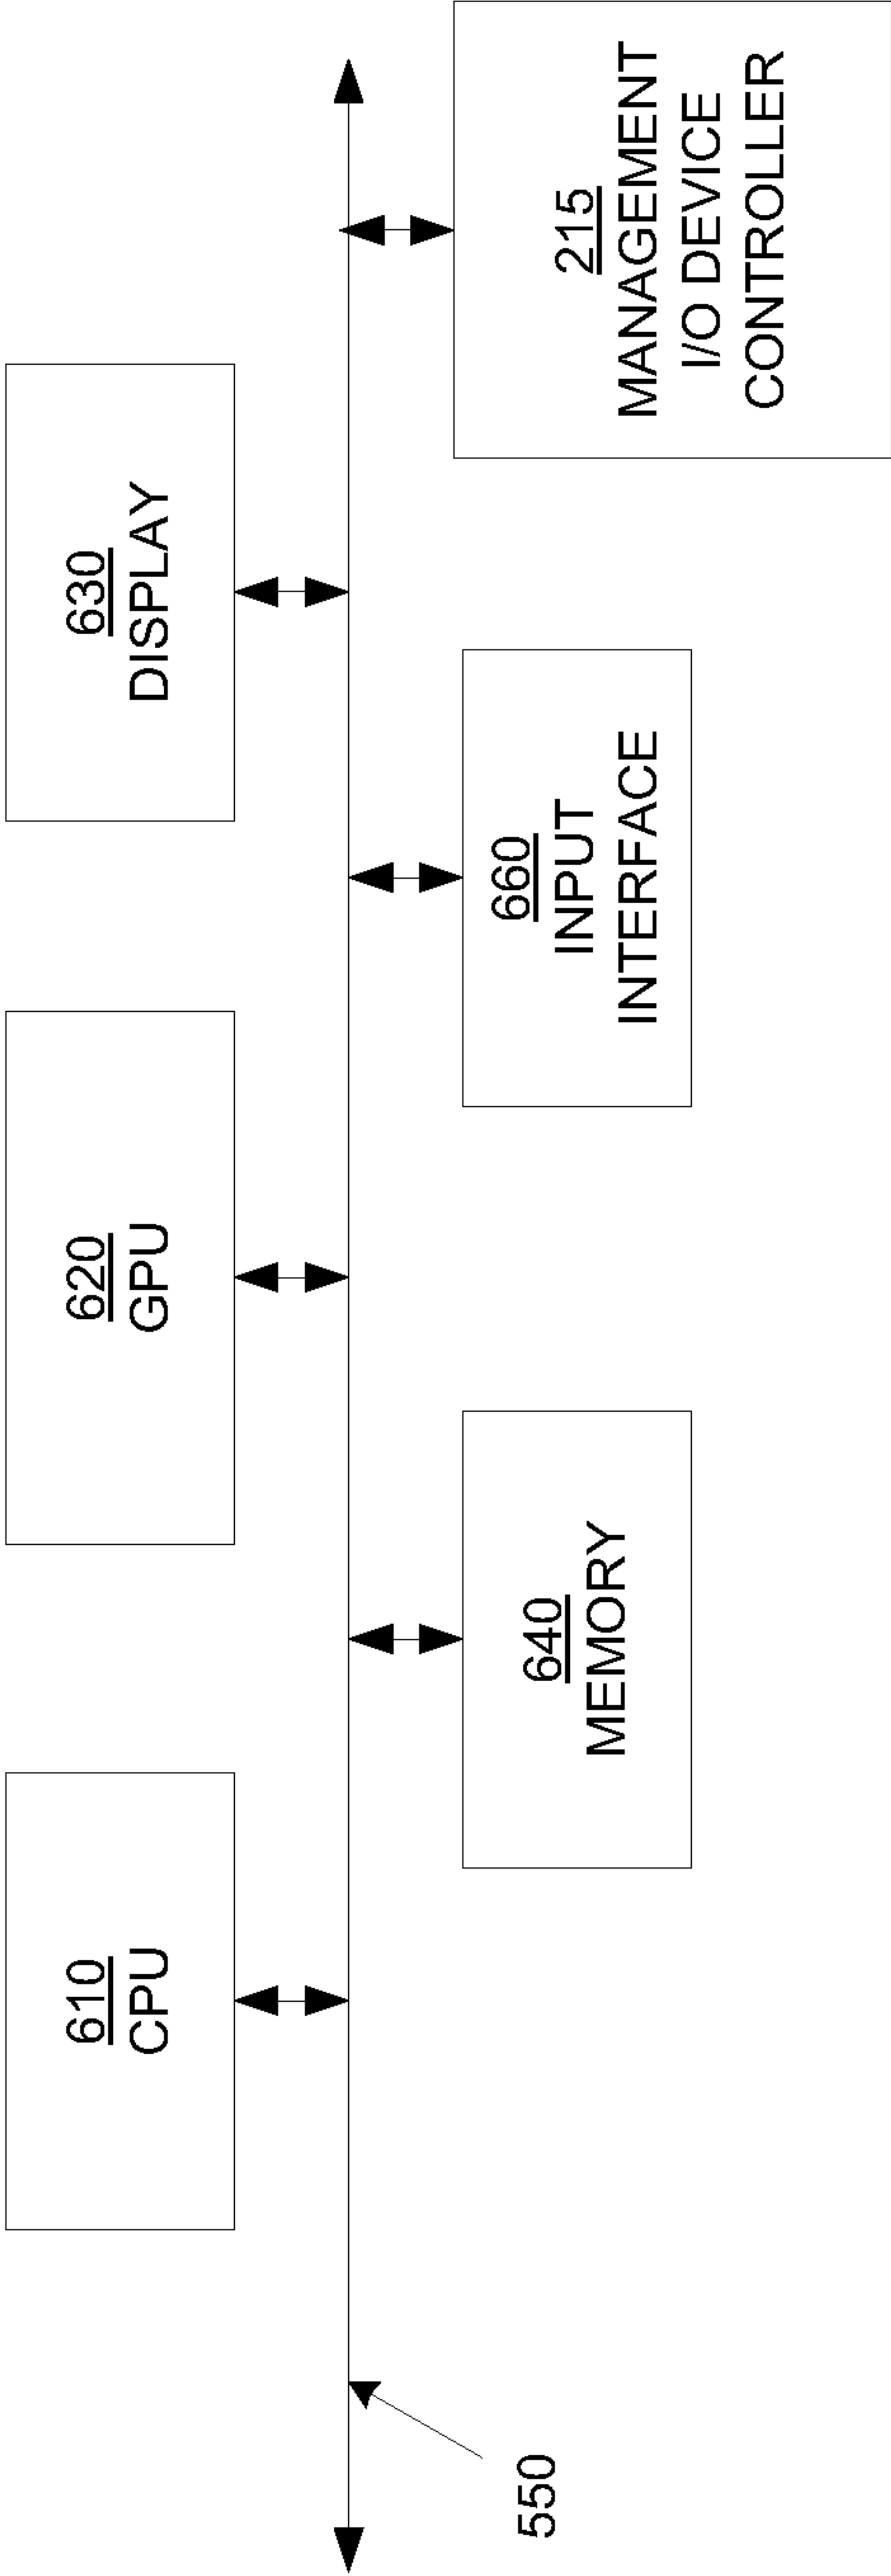 610
CPU
620
GPU
630
DISPLAY
550
640
MEMORY
660
INPUT
INTERFACE
215
MANAGEMENT
I/O DEVICE
CONTROLLER